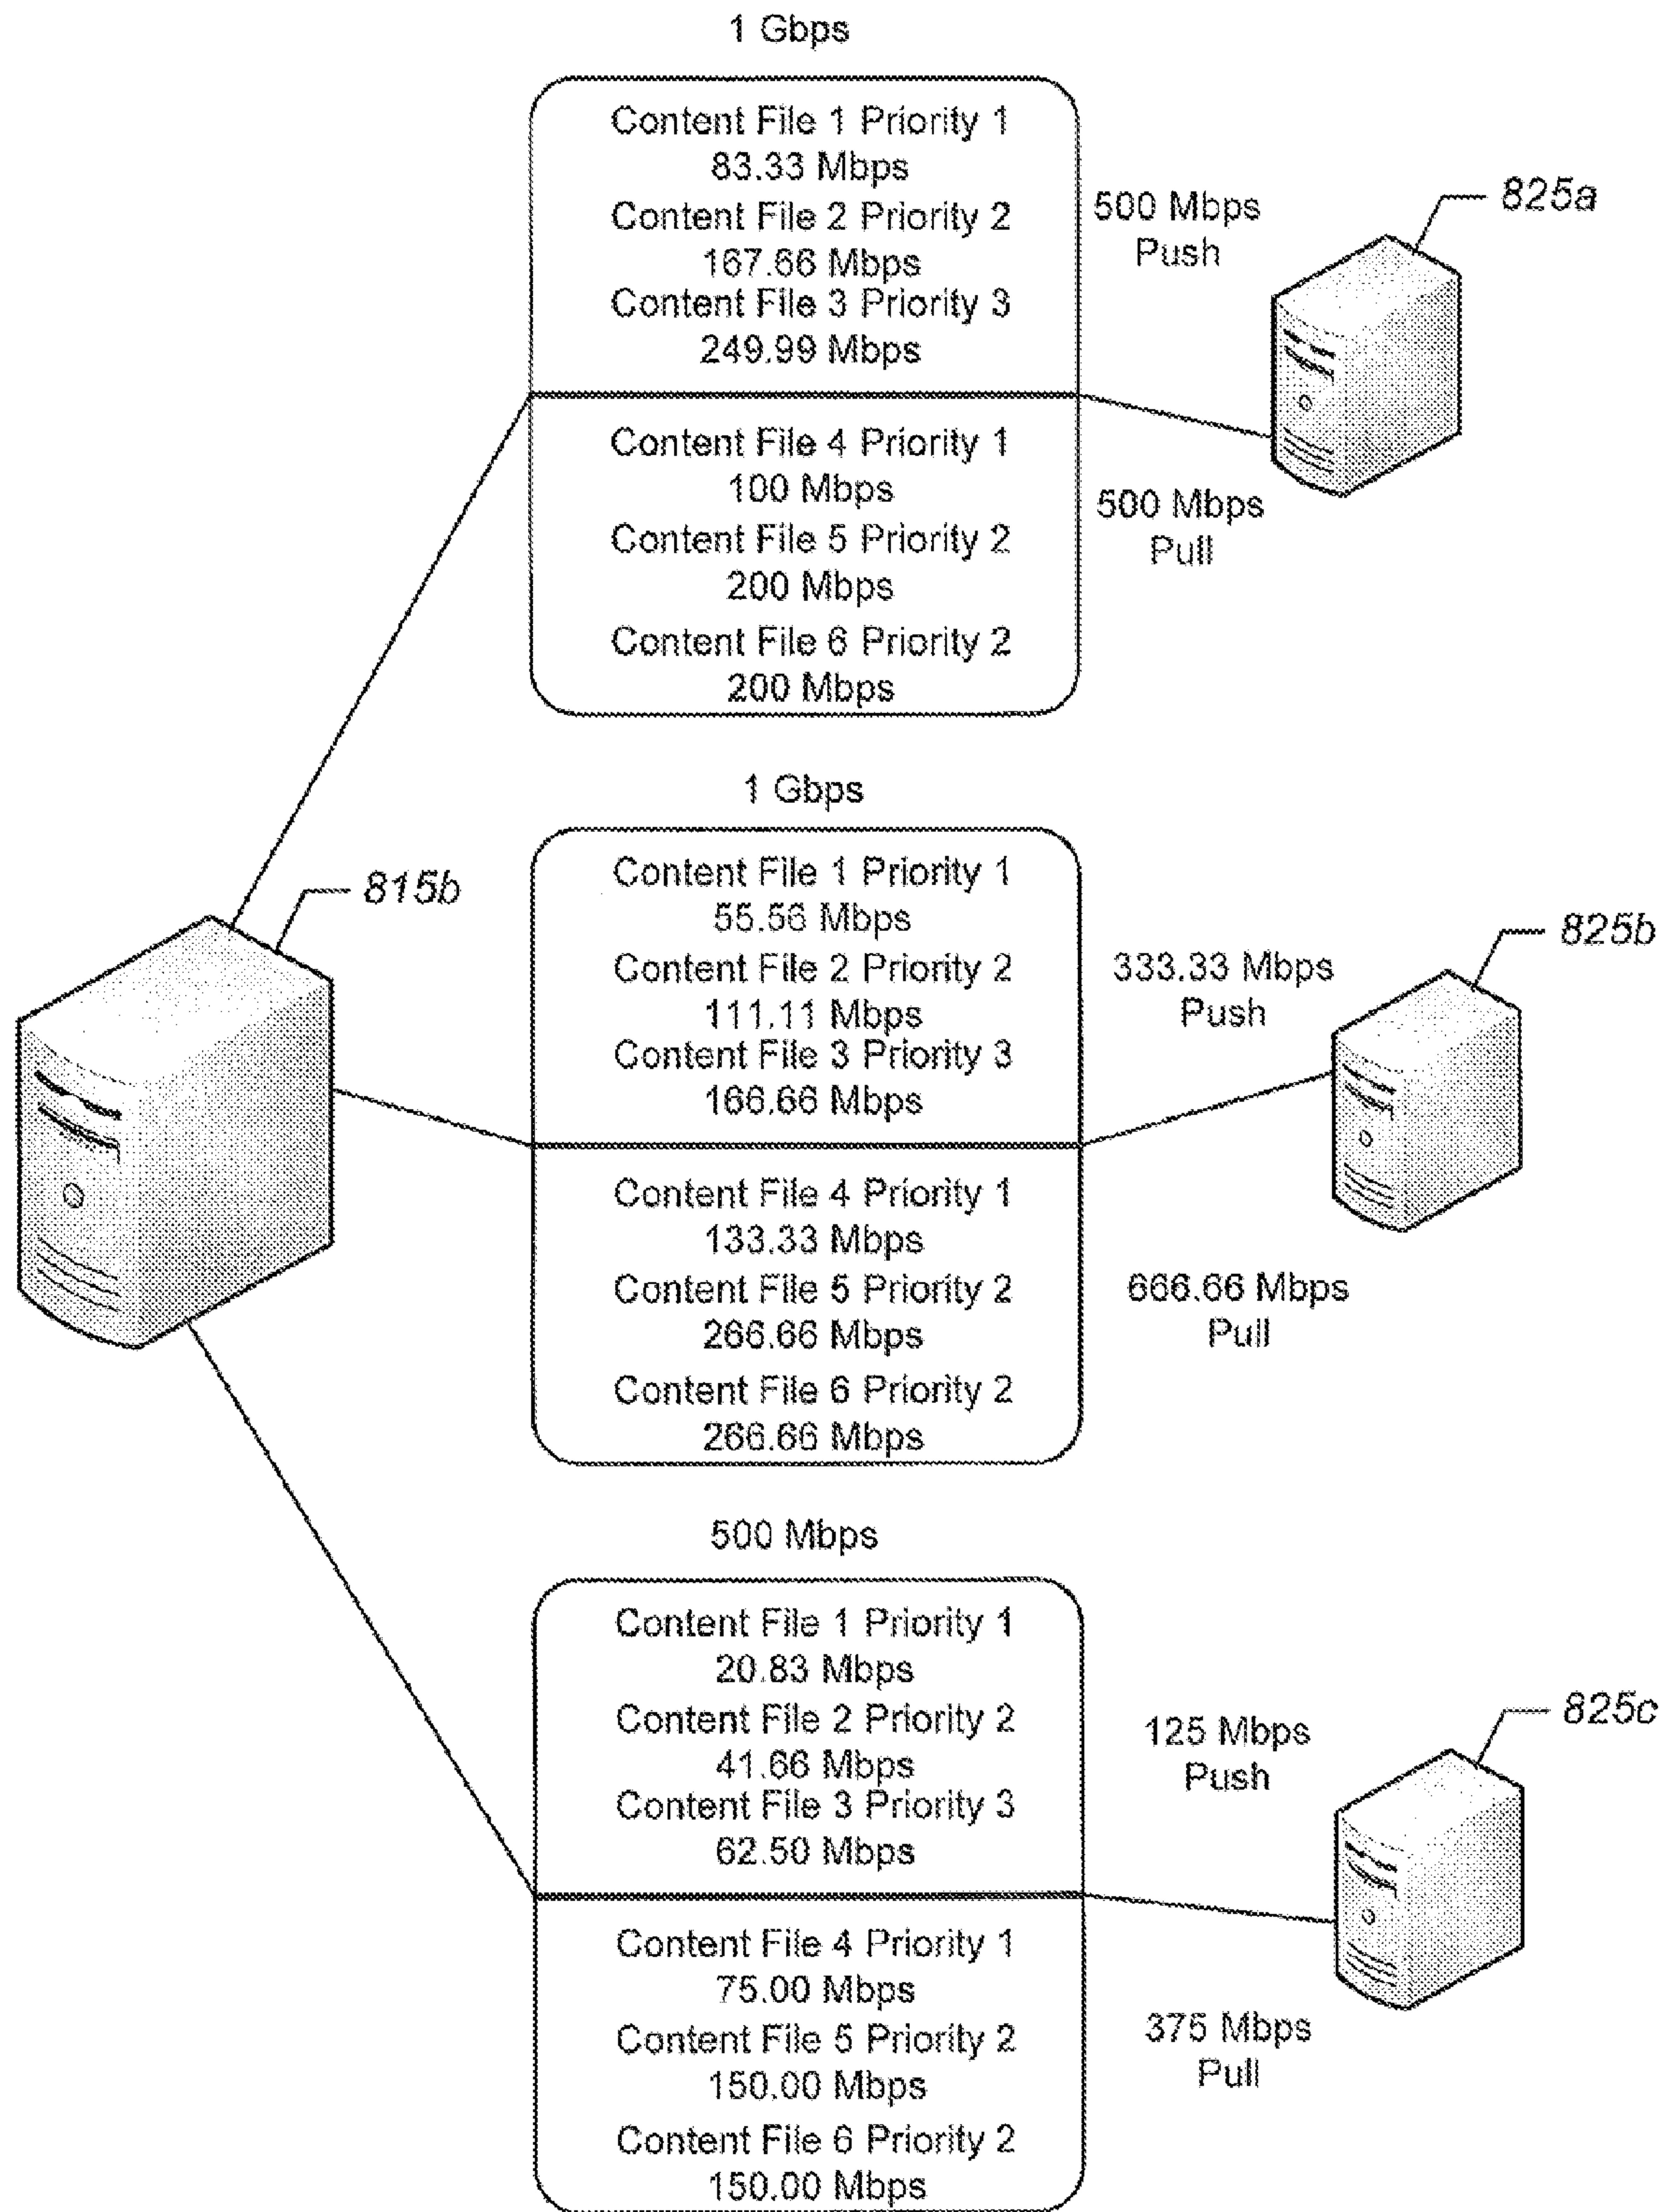 1 Gbps
Content File 1 Priority 1
83.33 Mbps
Content File 2 Priority 2
167.66 Mbps
Content File 3 Priority 3
249.99 Mbps
500 Mbps
Push
825a
Content File 4 Priority 1
100 Mbps
Content File 5 Priority 2
200 Mbps
Content File 6 Priority 2
200 Mbps
500 Mbps
Pull
1 Gbps
815b
Content File 1 Priority 1
55.56 Mbps
Content File 2 Priority 2
111.11 Mbps
Content File 3 Priority 3
166.66 Mbps
333.33 Mbps
Push
825b
Content File 4 Priority 1
133.33 Mbps
Content File 5 Priority 2
266.66 Mbps
Content File 6 Priority 2
266.66 Mbps
666.66 Mbps
Pull
500 Mbps
Content File 1 Priority 1
20.83 Mbps
Content File 2 Priority 2
41.66 Mbps
Content File 3 Priority 3
62.50 Mbps
125 Mbps
Push
825c
Content File 4 Priority 1
75.00 Mbps
Content File 5 Priority 2
150.00 Mbps
Content File 6 Priority 2
150.00 Mbps
375 Mbps
Pull